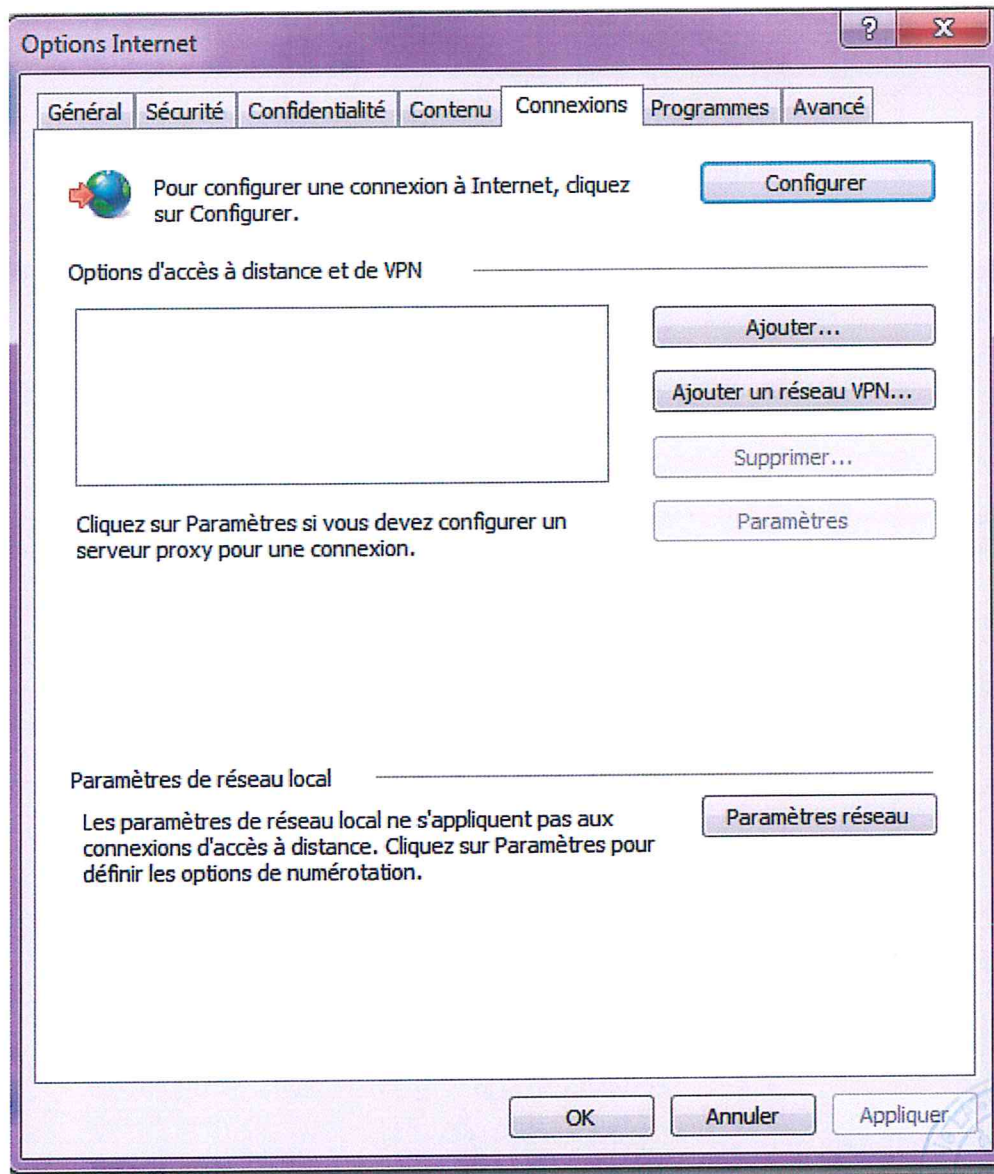 Options Internet
?
X
Général
Sécurité
Confidentialité
Contenu
Connexions
Programmes
Avancé
Pour configurer une connexion à Internet, cliquez
sur Configurer.
Configurer
Options d'accès à distance et de VPN
Ajouter...
Ajouter un réseau VPN...
Supprimer...
Paramètres
Cliquez sur Paramètres si vous devez configurer un
serveur proxy pour une connexion.
Paramètres de réseau local
Les paramètres de réseau local ne s'appliquent pas aux
connexions d'accès à distance. Cliquez sur Paramètres pour
définir les options de numérotation.
Paramètres réseau
OK
Annuler
Appliquer